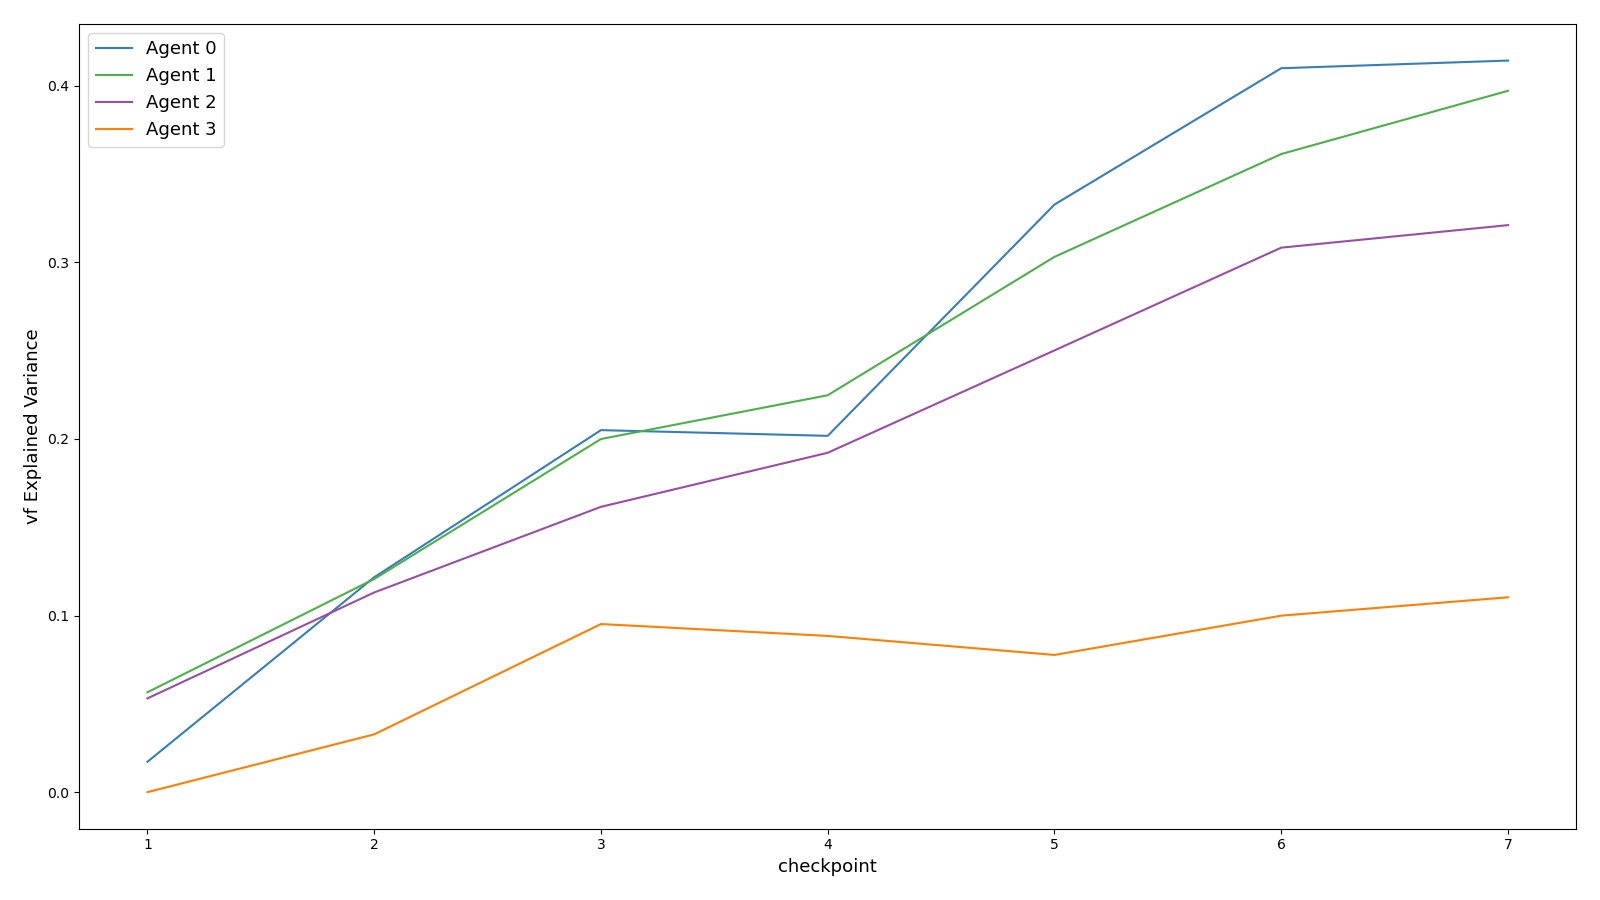 Agent 0
Agent 1
Agent 2
Agent 3
0.4
0.3
0.2
0.1
0.0
vf Explained Variance
1 2 3 4 5 6 7
checkpoint